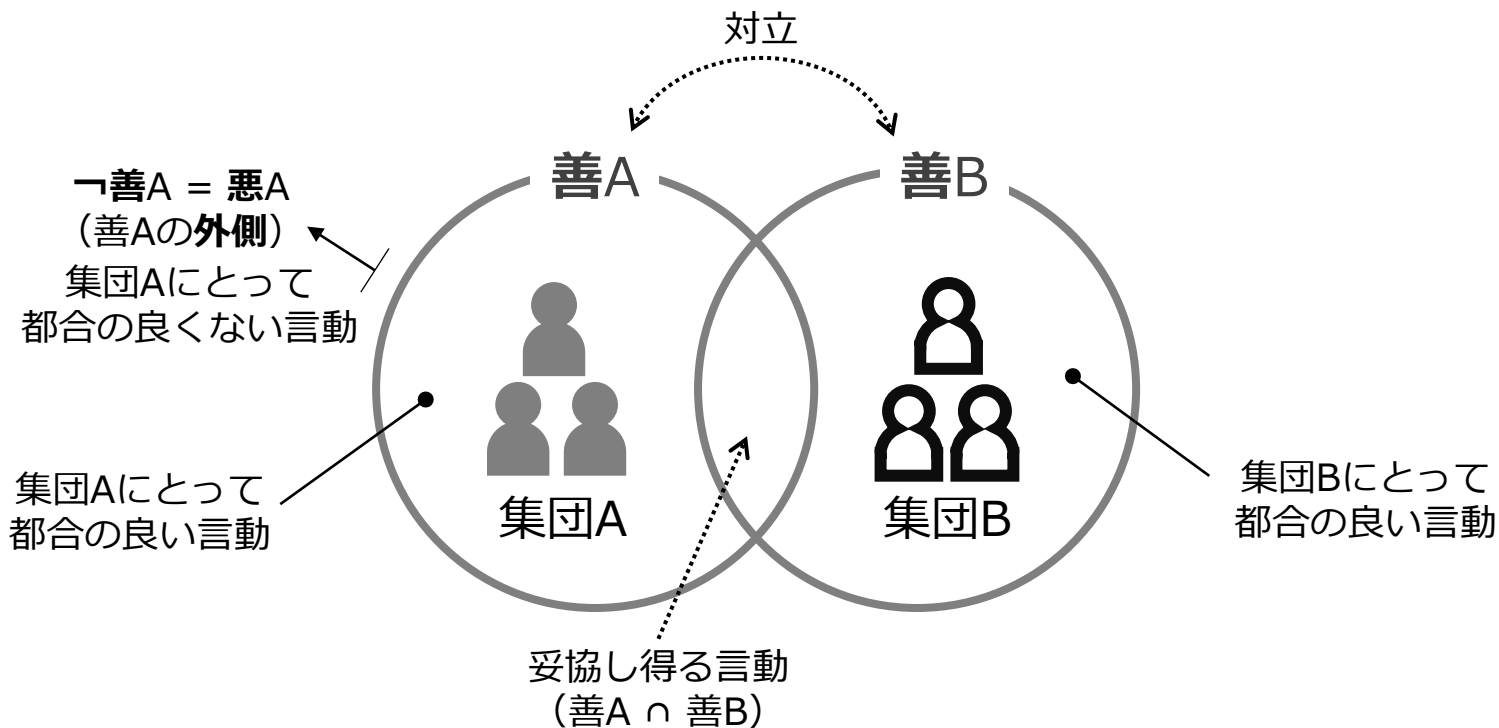 対立
善A
善B
¬善A = 悪A
（善Aの外側）
集団Aにとって
都合の良くない言動
集団Aにとって
都合の良い言動
集団A
集団B
集団Bにとって
都合の良い言動
妥協し得る言動
（善A ∩ 善B）